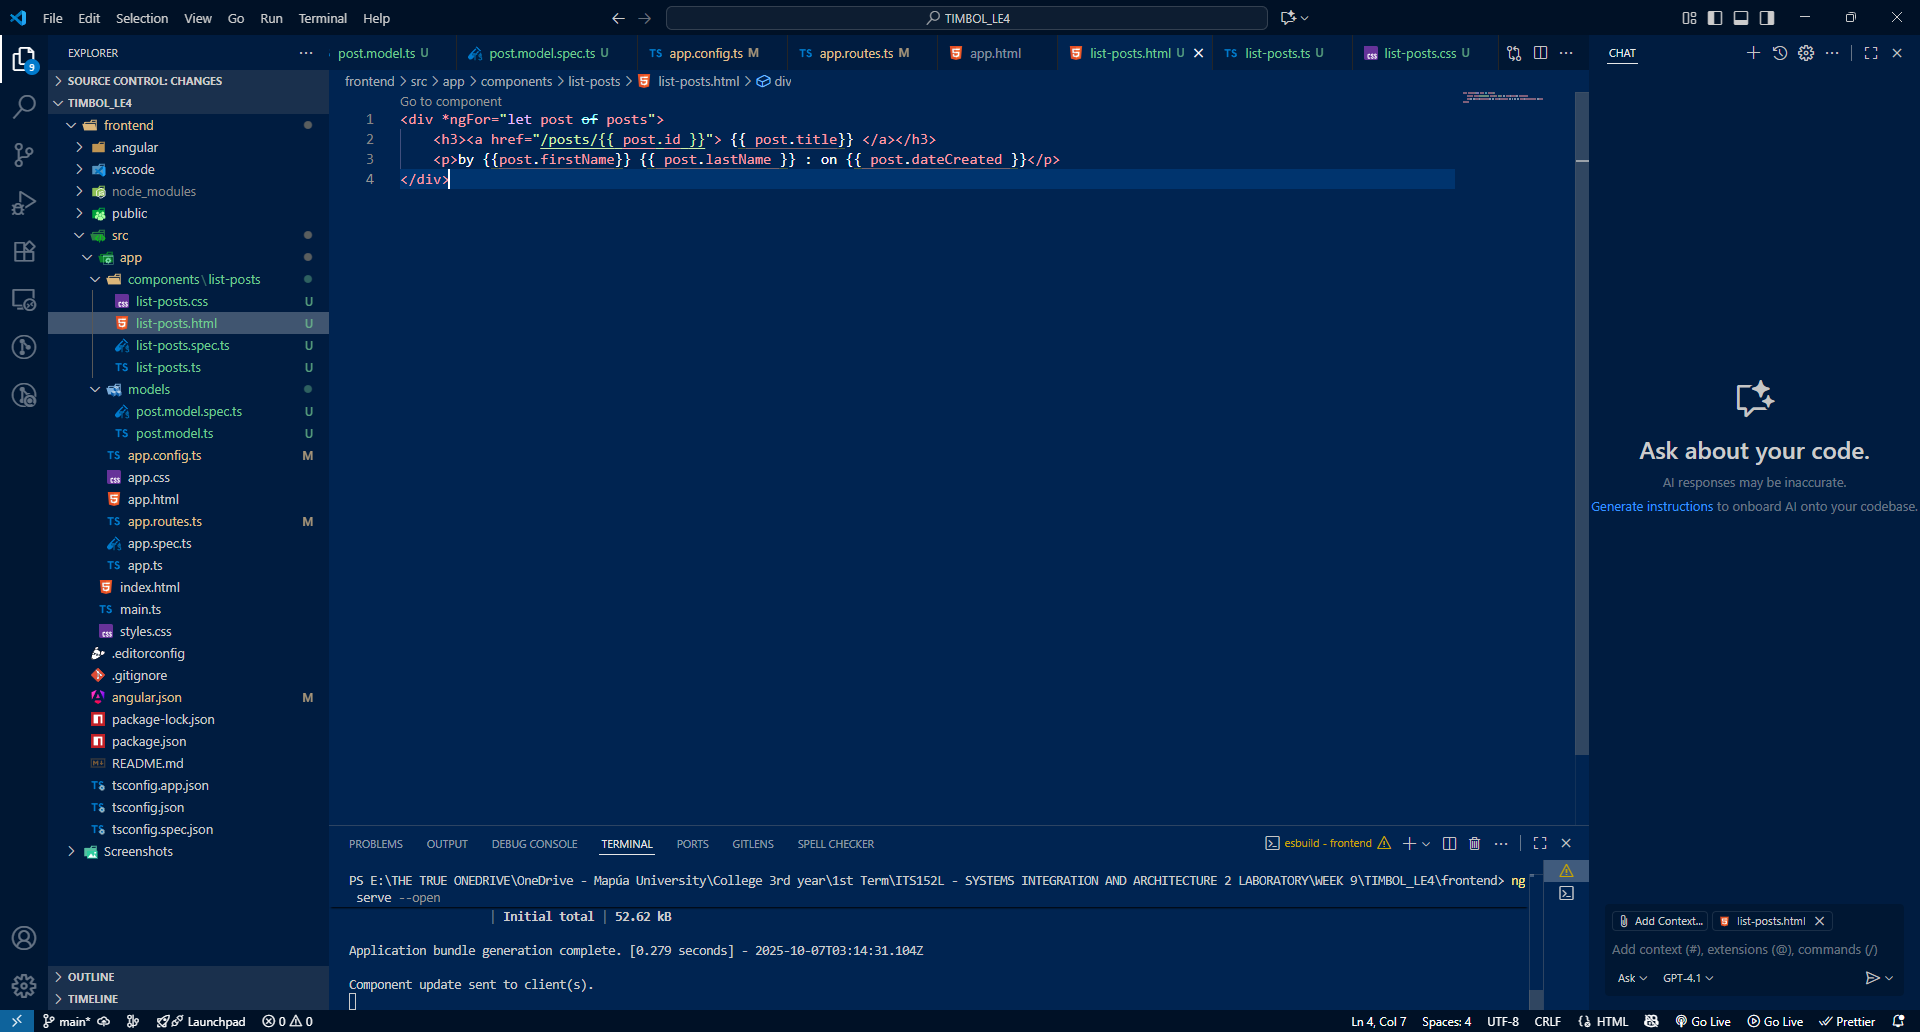 File Edit Selection View Go Run Terminal Help
TIMBOL_LE4
EXPLORER
SOURCE CONTROL: CHANGES
TIMBOL_LE4
frontend
.angular
.vscode
node_modules
public
src
app
components\list-posts
list-posts.css U
list-posts.html U
list-posts.spec.ts U
list-posts.ts U
models
post.model.spec.ts U
post.model.ts U
app.config.ts M
app.css
app.html
app.routes.ts M
app.spec.ts
app.ts
index.html
main.ts
styles.css
.editorconfig
.gitignore
angular.json M
package-lock.json
package.json
README.md
tsconfig.app.json
tsconfig.json
tsconfig.spec.json
Screenshots
OUTLINE
TIMELINE
9
post.model.ts U post.model.spec.ts U TS app.config.ts M TS app.routes.ts M app.html list-posts.html U TS list-posts.ts U list-posts.css U
frontend > src > app > components > list-posts > list-posts.html > div
Go to component
1 <div *ngFor="let post of posts">
2 <h3><a href="/posts/{{ post.id }}"> {{ post.title}} </a></h3>
3 <p>by {{post.firstName}} {{ post.lastName }} : on {{ post.dateCreated }}</p>
4 </div>
PROBLEMS OUTPUT DEBUG CONSOLE TERMINAL PORTS GITLENS SPELL CHECKER
esbuild - frontend
PS E:\THE TRUE ONEDRIVE\OneDrive - Mapúa University\College 3rd year\1st Term\ITS152L - SYSTEMS INTEGRATION AND ARCHITECTURE 2 LABORATORY\WEEK 9\TIMBOL_LE4\frontend> ng
serve --open
| Initial total | 52.62 kB
Application bundle generation complete. [0.279 seconds] - 2025-10-07T03:14:31.104Z
Component update sent to client(s).
CHAT
Ask about your code.
AI responses may be inaccurate.
Generate instructions to onboard AI onto your codebase.
Add Context... list-posts.html
Add context (#), extensions (@), commands (/)
Ask GPT-4.1
main* Launchpad 0 0
Ln 4, Col 7 Spaces: 4 UTF-8 CRLF HTML Go Live Go Live Prettier